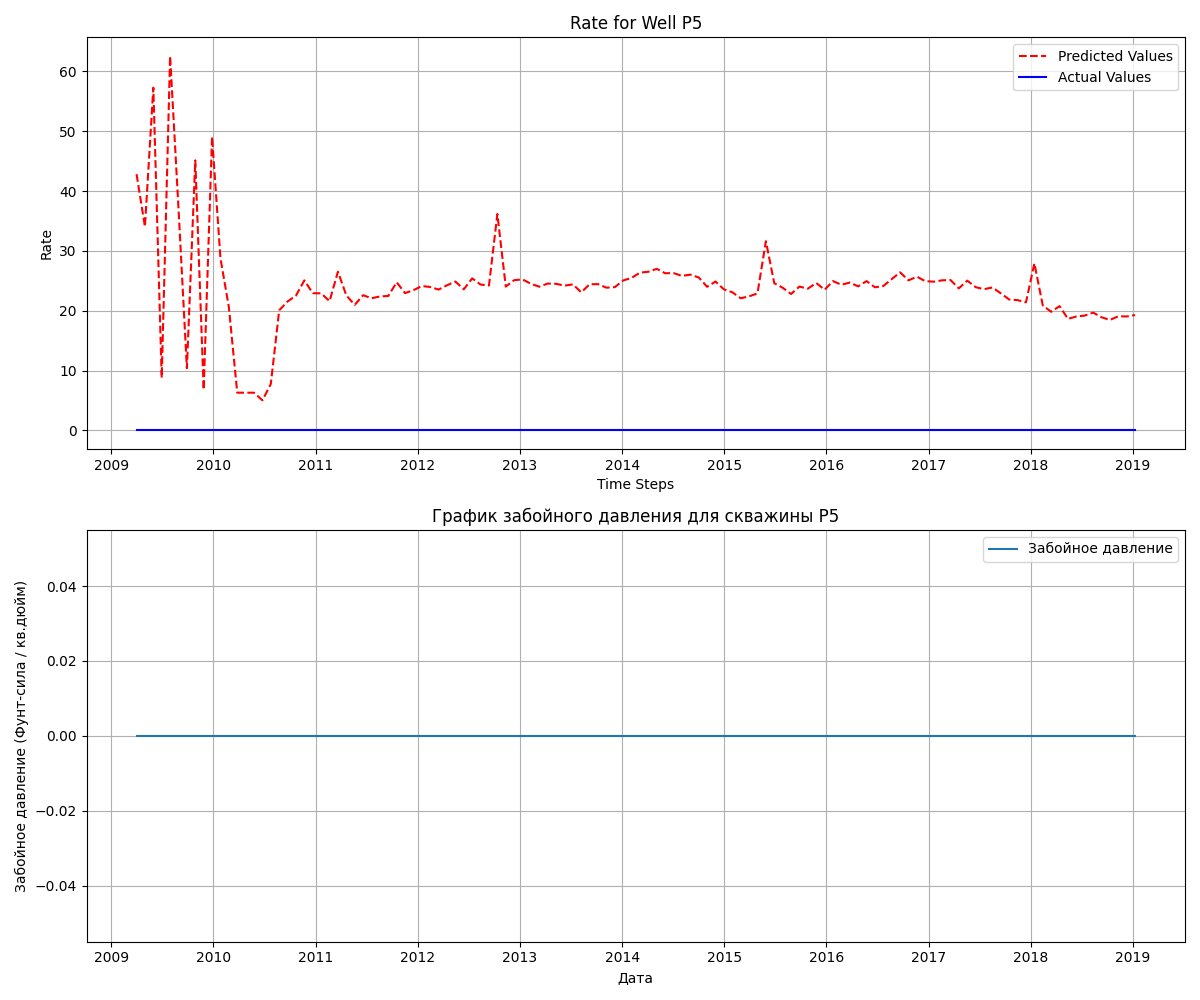 Rate for Well P5
Predicted Values
Actual Values
Rate
60
50
40
30
20
10
0
2009 2010 2011 2012 2013 2014 2015 2016 2017 2018 2019
Time Steps
График забойного давления для скважины P5
Забойное давление
Забойное давление (Фунт-сила / кв.дюйм)
0.04
0.02
0.00
−0.02
−0.04
2009 2010 2011 2012 2013 2014 2015 2016 2017 2018 2019
Дата